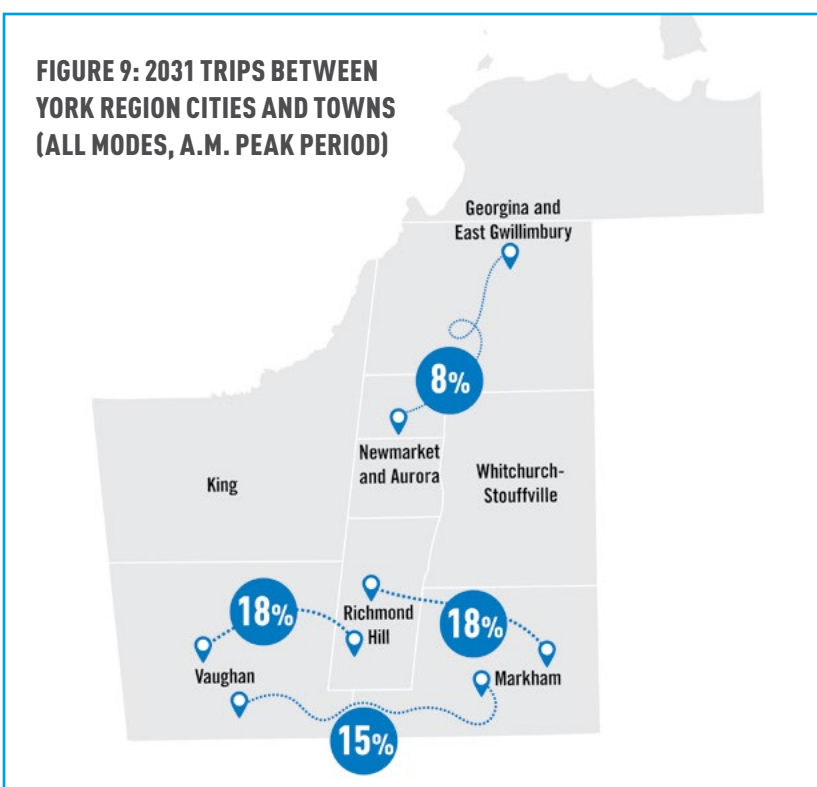 FIGURE 9: 2031 TRIPS BETWEEN
YORK REGION CITIES AND TOWNS
(ALL MODES, A.M. PEAK PERIOD)
Georgina and
East Gwillimbury
8%
Newmarket
and Aurora
King
Whitchurch-
Stouffville
18%
Richmond
Hill
18%
Vaughan
Markham
15%